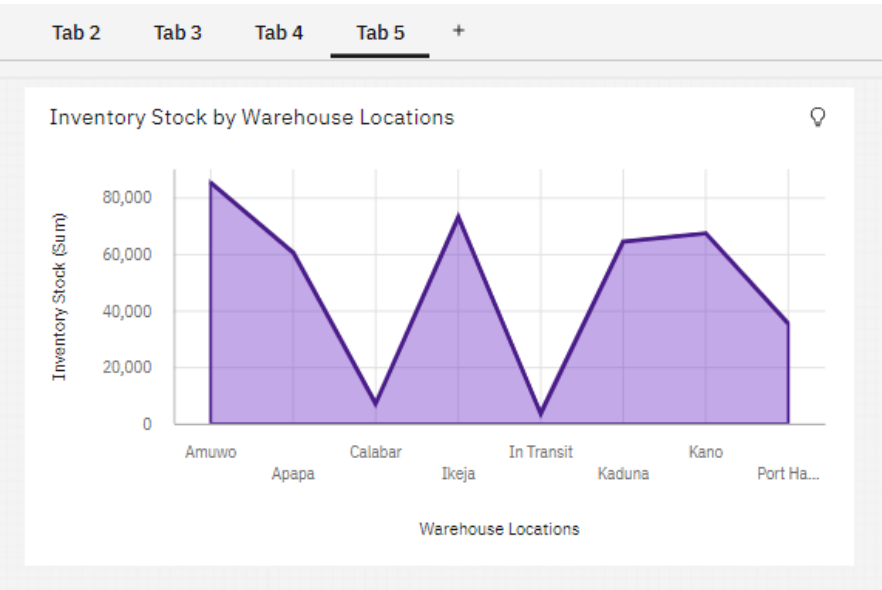 Tab 2 Tab 3 Tab 4 Tab 5 +
Inventory Stock by Warehouse Locations
Inventory Stock (Sum)
80,000
60,000
40,000
20,000
0
Amuwo Calabar In Transit Kano
Apapa Ikeja Kaduna Port Ha...
Warehouse Locations